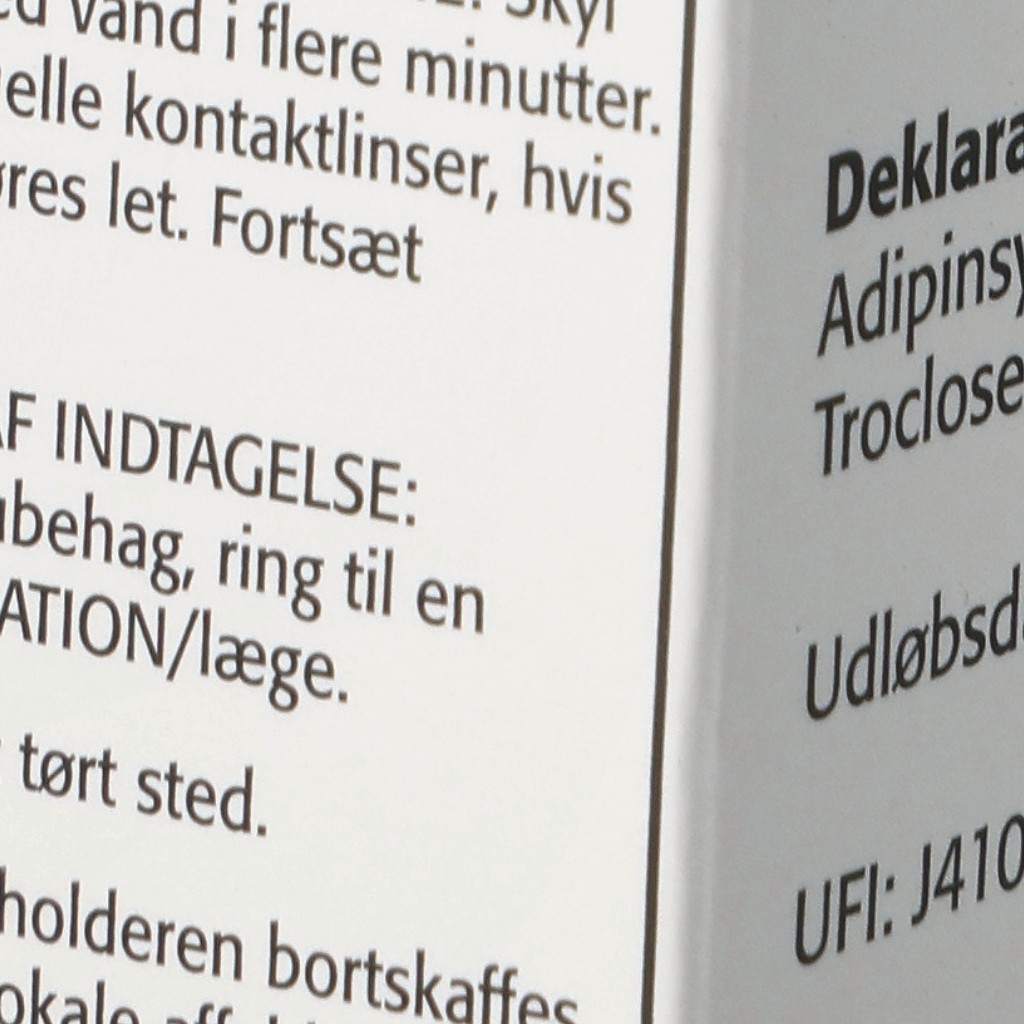 vand i flere minutter.
elle kontaktlinser, hvis
res let. Fortsæt
AF INDTAGELSE:
ubehag, ring til en
ATION/læge.
tørt sted.
holderen bortskaffes
Deklara
Adipinsy
Troclose
Udløbsd
UFI: J410